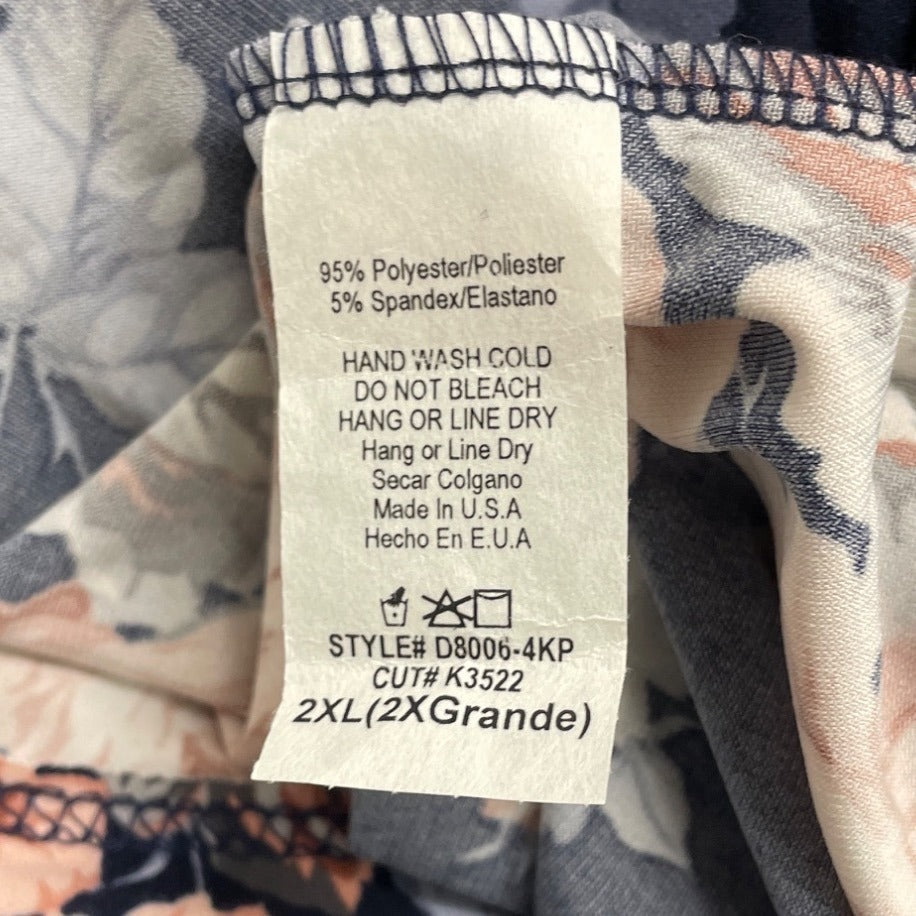 95% Polyester/Poliester
5% Spandex/Elastano
HAND WASH COLD
DO NOT BLEACH
HANG OR LINE DRY
Hang or Line Dry
Secar Colgano
Made In U.S.A
Hecho En E.U.A
STYLE# D8006-4KP
CUT# K3522
2XL(2XGrande)